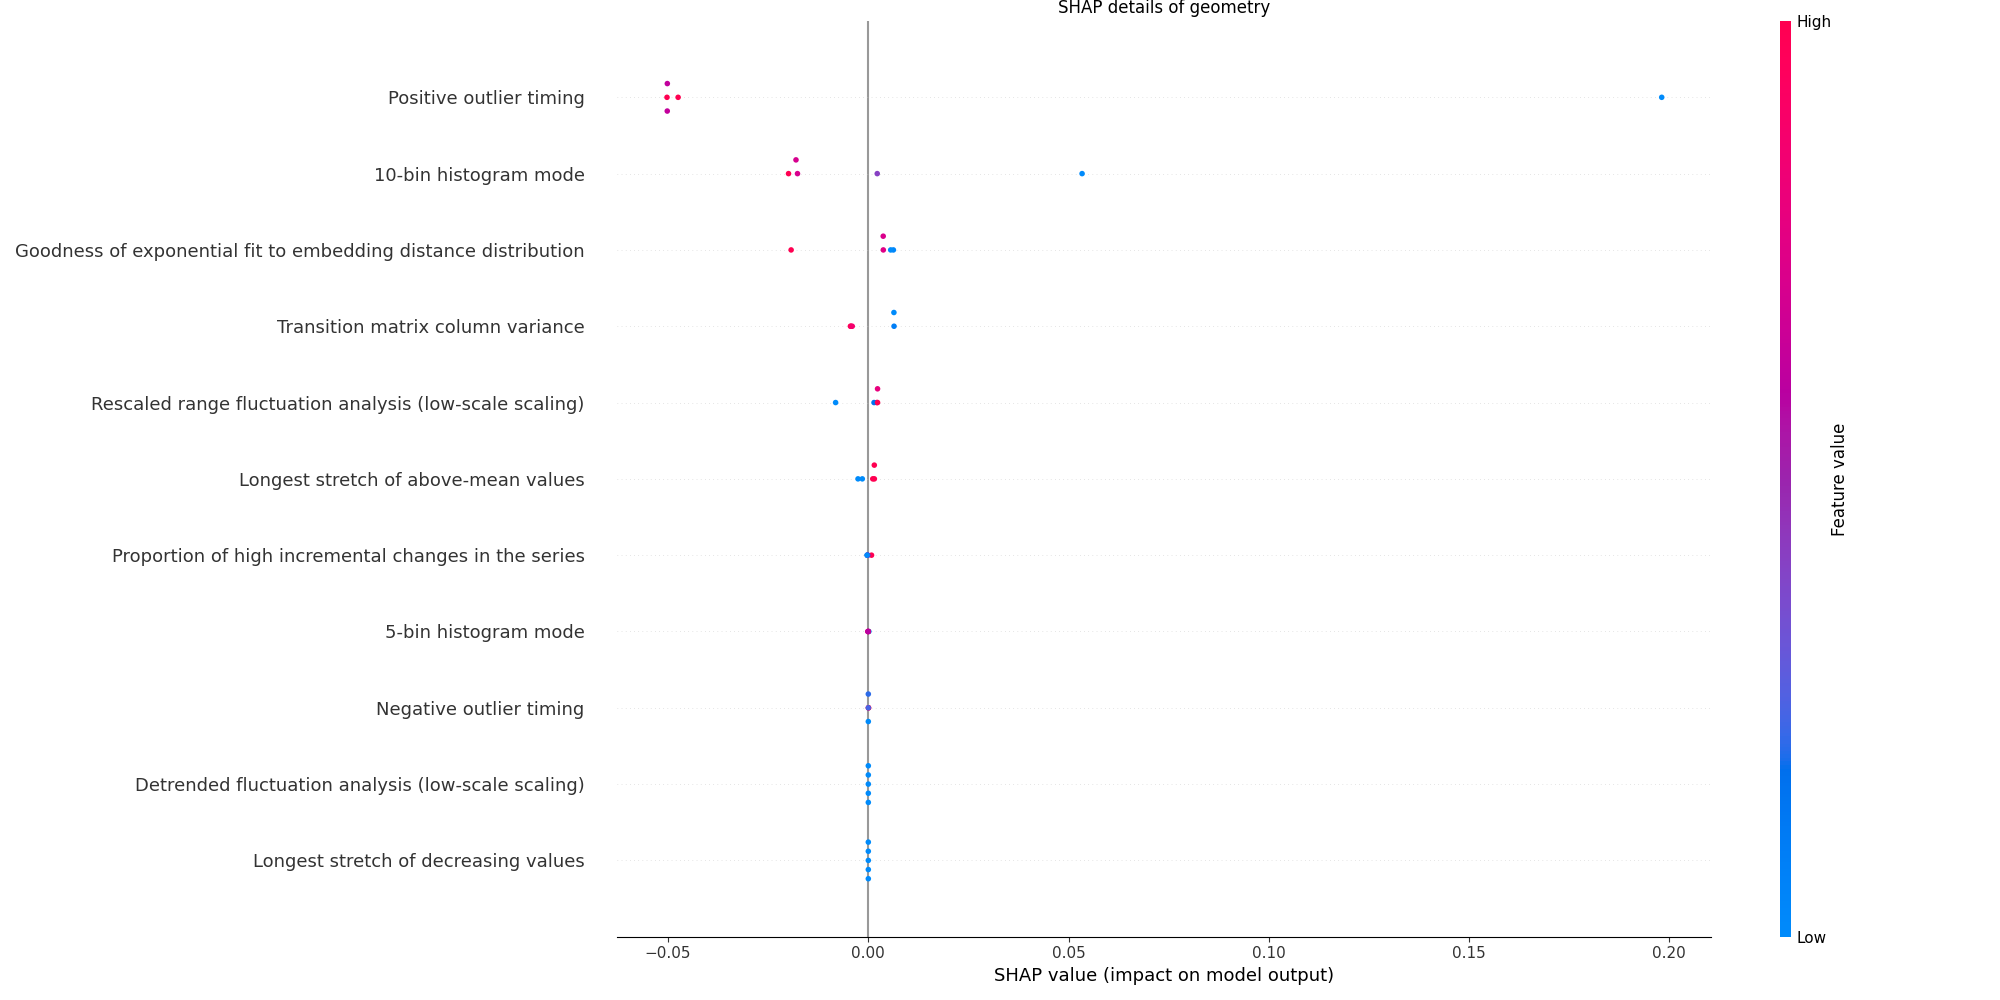 SHAP details of geometry
High
Positive outlier timing
10-bin histogram mode
Goodness of exponential fit to embedding distance distribution
Transition matrix column variance
Rescaled range fluctuation analysis (low-scale scaling)
Longest stretch of above-mean values
Feature value
Proportion of high incremental changes in the series
5-bin histogram mode
Negative outlier timing
Detrended fluctuation analysis (low-scale scaling)
Longest stretch of decreasing values
Low
−0.05 0.00 0.05 0.10 0.15 0.20
SHAP value (impact on model output)